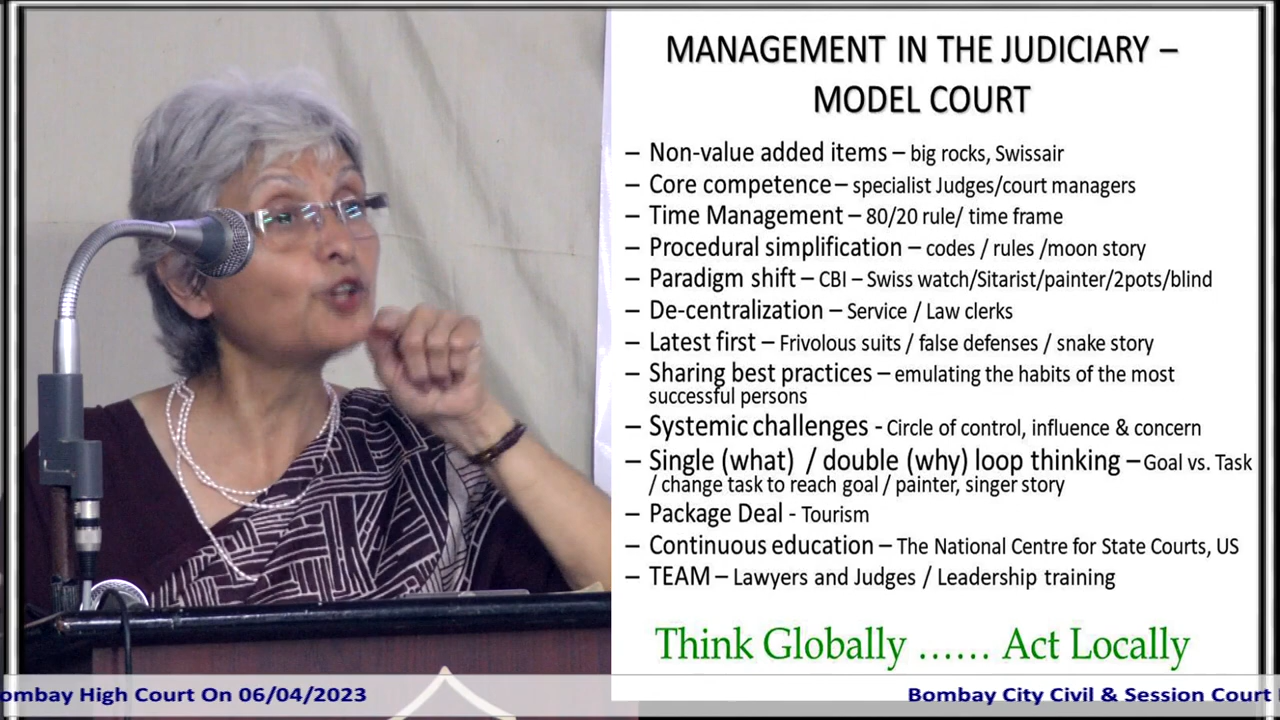 MANAGEMENT IN THE JUDICIARY –
MODEL COURT
– Non-value added items – big rocks, Swissair
– Core competence – specialist Judges/court managers
– Time Management – 80/20 rule/ time frame
– Procedural simplification – codes / rules /moon story
– Paradigm shift – CBI – Swiss watch/Sitarist/painter/2pots/blind
– De-centralization – Service / Law clerks
– Latest first – Frivolous suits / false defenses / snake story
– Sharing best practices – emulating the habits of the most
successful persons
– Systemic challenges - Circle of control, influence & concern
– Single (what) / double (why) loop thinking – Goal vs. Task
/ change task to reach goal / painter, singer story
– Package Deal - Tourism
– Continuous education – The National Centre for State Courts, US
– TEAM – Lawyers and Judges / Leadership training
Think Globally …… Act Locally
ombay High Court On 06/04/2023
Bombay City Civil & Session Court